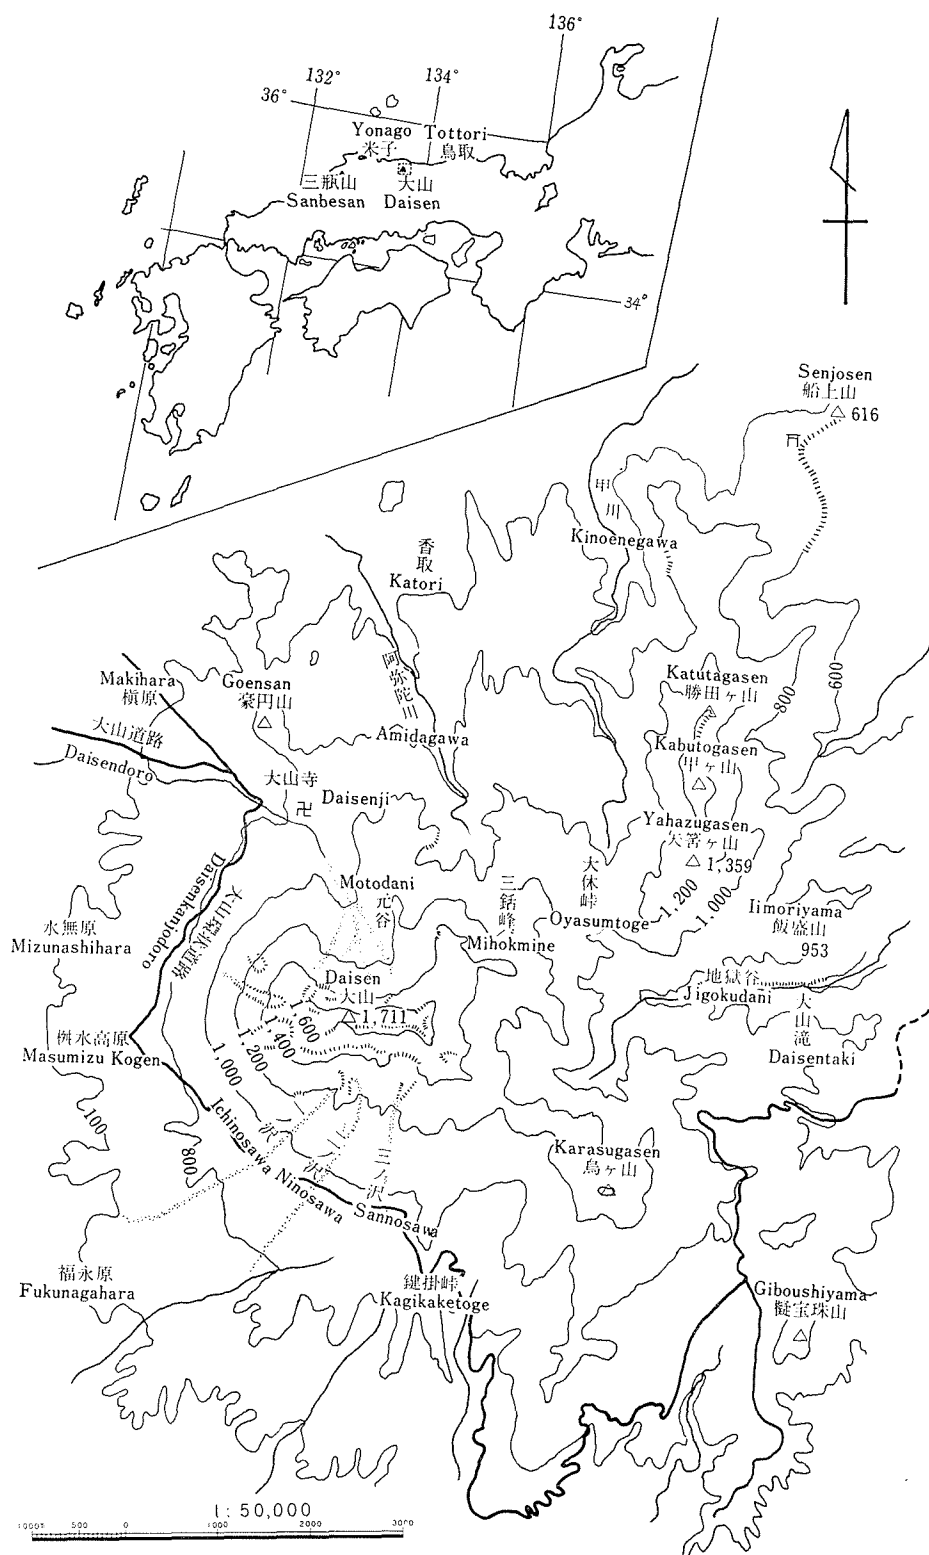 136°
132°
134°
36°
Yonago Tottori
米子 鳥取
三瓶山 大山
Sanbesan Daisen
34°
Senjosen
船上山
616
甲川
Kinoenegawa
香取
Katori
阿弥陀川
Amidagawa
Makihara
槇原
Goensan
豪円山
大山道路
Daisendoro
大山寺
Daisenji
Katutagasen
勝田ヶ山
800
600
Kabutogasen
甲ヶ山
Yahazugasen
矢筈ヶ山
1,359
1,200
1,000
大休峠
Oyasumtoge
三鈷峰
Mihokmine
Motodani
元谷
Daisenkanjodoro
大山環状道路
水無原
Mizunashihara
Iimoriyama
飯盛山
953
地獄谷
Jigokudani
大山滝
Daisentaki
Daisen
大山
1,711
1,600
1,400
1,200
1,000
桝水高原
Masumizu Kogen
100
800
一ノ沢
Ichinosawa
二ノ沢
Ninosawa
三ノ沢
Sannosawa
Karasugasen
烏ヶ山
福永原
Fukunagahara
鍵掛峠
Kagikaketoge
Giboushiyama
擬宝珠山
1:50,000
500 0 1000 2000 3000